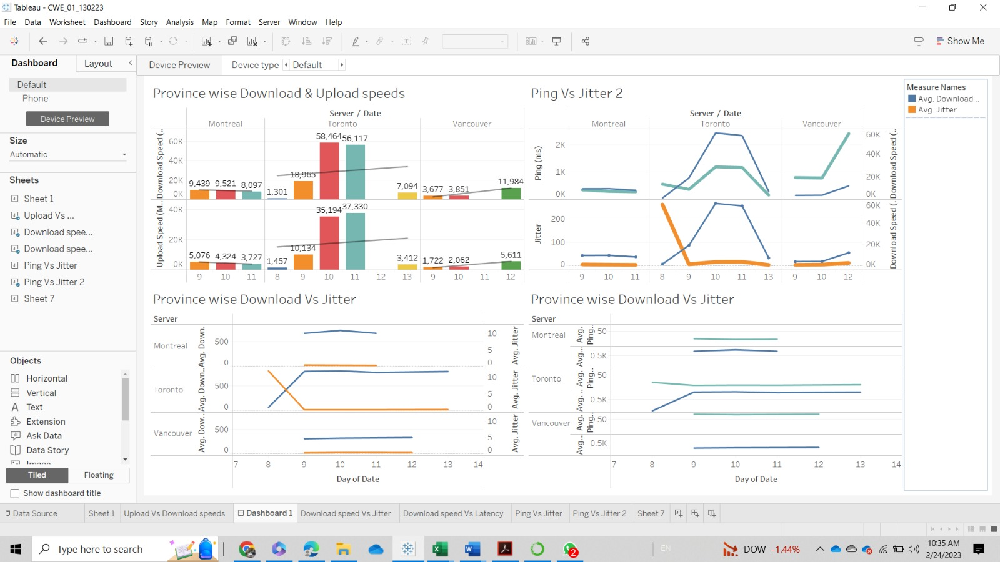 Tableau - CWE_01_130223
File Data Worksheet Dashboard Story Analysis Map Format Server Window Help
Show Me
Dashboard Layout
Device Preview Device type Default
Default
Phone
Device Preview
Size
Automatic
Sheets
Sheet 1
Upload Vs ...
Download spee...
Download spee...
Ping Vs Jitter
Ping Vs Jitter 2
Sheet 7
Objects
Horizontal
Vertical
Text
Extension
Ask Data
Data Story
Tiled Floating
Show dashboard title
Province wise Download & Upload speeds
Server / Date
Montreal Toronto Vancouver
Download Speed (..
60K
40K
20K
0K
9,439 9,521 8,097 1,301 18,965 58,464 56,117 7,094 3,677 3,851 11,984
Upload Speed (M..
40K
20K
0K
5,076 4,324 3,727 1,457 10,134 35,194 37,330 3,412 1,722 2,062 5,611
9 10 11 8 9 10 11 12 13 9 10 11 12
Ping Vs Jitter 2
Server / Date
Montreal Toronto Vancouver
Ping (ms)
2K
1K
0K
60K
40K
20K
0K
Download Speed (..
Jitter
200
100
0
60K
40K
20K
0K
Download Speed (..
9 10 11 8 9 10 11 13 9 10 12
Measure Names
Avg. Download ..
Avg. Jitter
Province wise Download Vs Jitter
Server
Montreal Avg. Down.. 500 0 10 5 0 Avg. Jitter
Toronto Avg. Down.. 500 0 10 5 0 Avg. Jitter
Vancouver Avg. Dow.. 500 0 10 5 0 Avg. Jitter
7 8 9 10 11 12 13 14
Day of Date
Province wise Download Vs Jitter
Server
Montreal Avg. Ping.. 50
Avg... 0.5K
Toronto Avg. Ping.. 50
Avg... 0.5K
Vancouver Avg. Ping.. 50
Avg... 0.5K
7 8 9 10 11 12 13 14
Day of Date
Data Source Sheet 1 Upload Vs Download speeds Dashboard 1 Download speed Vs Jitter Download speed Vs Latency Ping Vs Jitter Ping Vs Jitter 2 Sheet 7
Type here to search
2
EN
DOW -1.44%
10:35 AM
2/24/2023